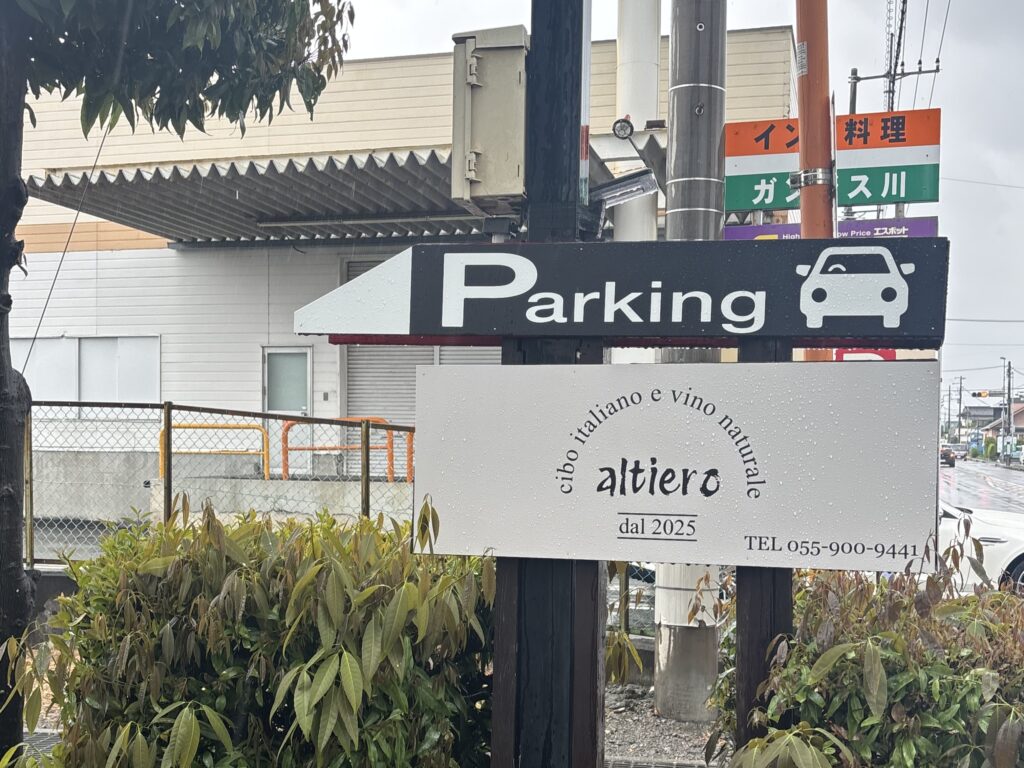 イン 料理
ガ ス川
エスポット
Parking
cibo italiano e vino naturale
altiero
dal 2025
TEL 055-900-9441